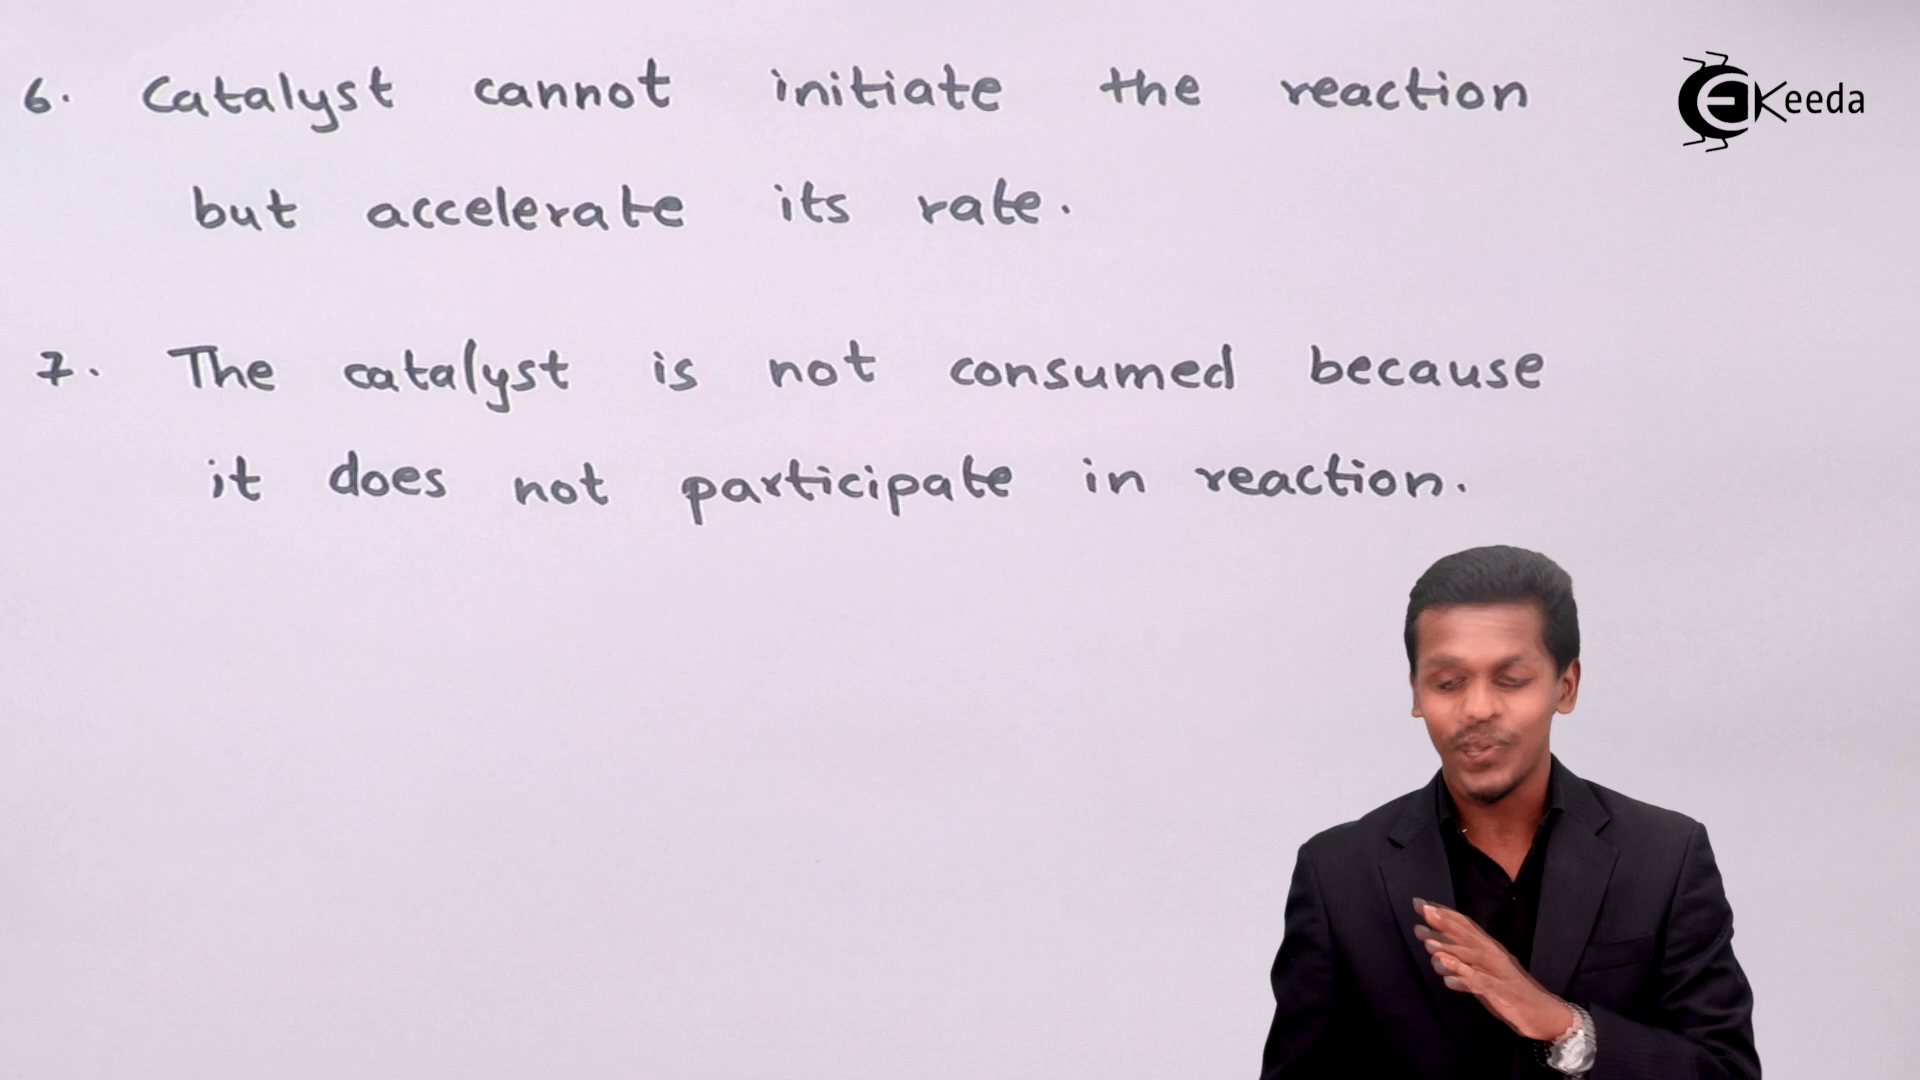 6. Catalyst cannot initiate the reaction
but accelerate its rate.
7. The catalyst is not consumed because
it does not participate in reaction.
EKeeda